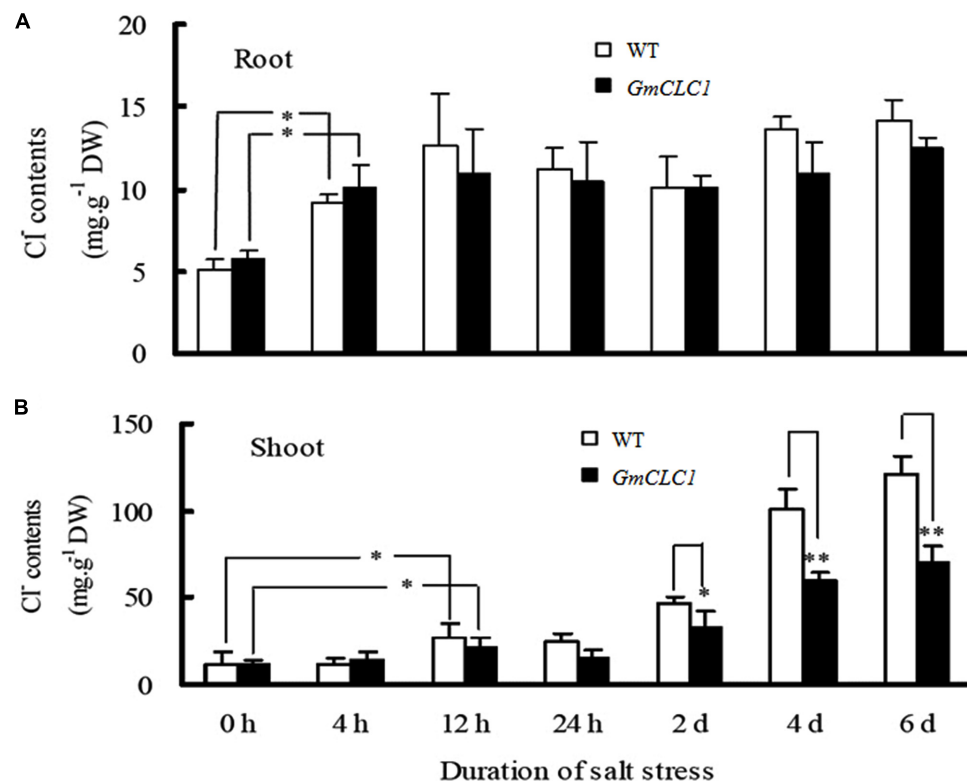 A
20
15
10
5
0
Root
WT
GmCLC1
* 
*
Cl⁻ contents
(mg.g⁻¹ DW)
B
150
100
50
0
Shoot
WT
GmCLC1
*
*
*
**
**
Cl⁻ contents
(mg.g⁻¹ DW)
0 h 4 h 12 h 24 h 2 d 4 d 6 d
Duration of salt stress